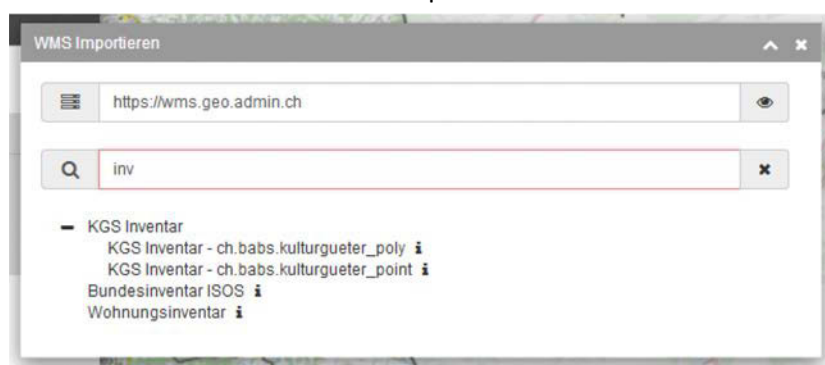 WMS Importieren
https://wms.geo.admin.ch
inv
KGS Inventar
KGS Inventar - ch.babs.kulturgueter_poly
KGS Inventar - ch.babs.kulturgueter_point
Bundesinventar ISOS
Wohnungsinventar